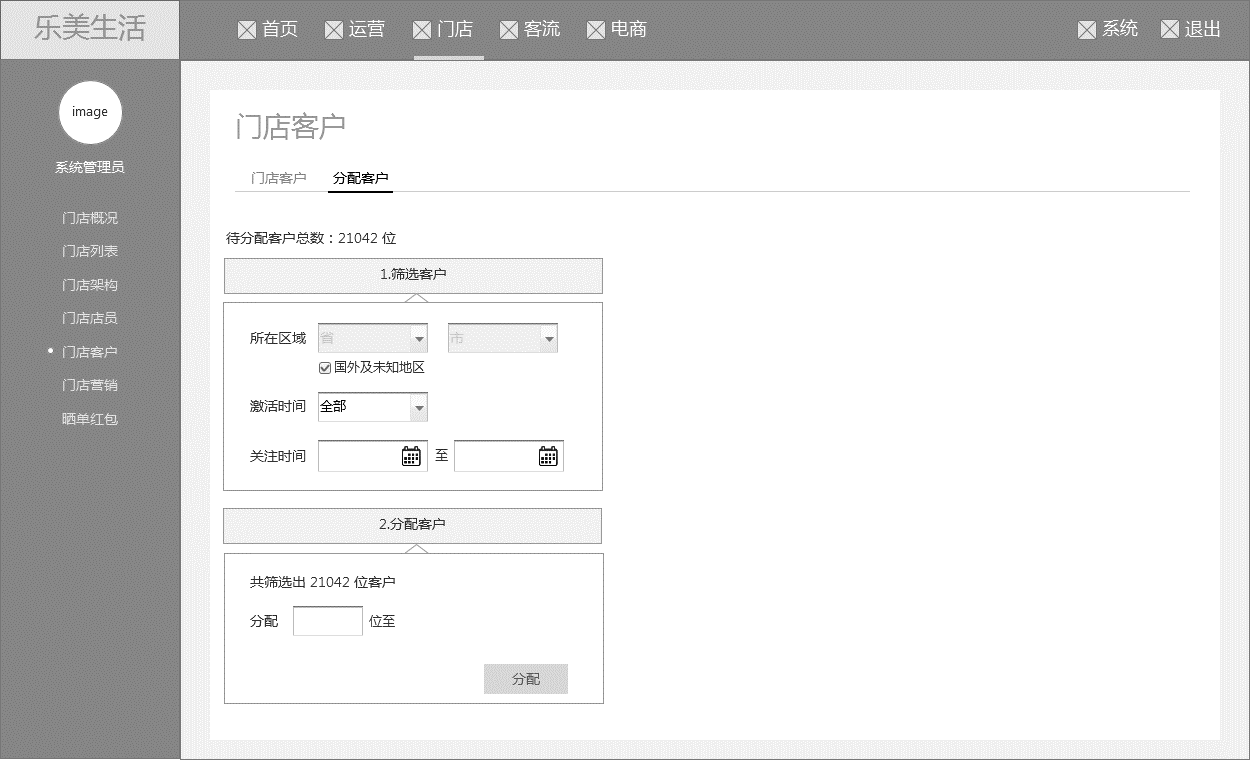 乐美生活
首页 运营 门店 客流 电商 系统 退出
image
系统管理员
门店概况
门店列表
门店架构
门店店员
门店客户
门店营销
晒单红包
门店客户
门店客户 分配客户
待分配客户总数：21042 位
1.筛选客户
所在区域 省 市
国外及未知地区
激活时间 全部
关注时间 至
2.分配客户
共筛选出 21042 位客户
分配 位至
分配